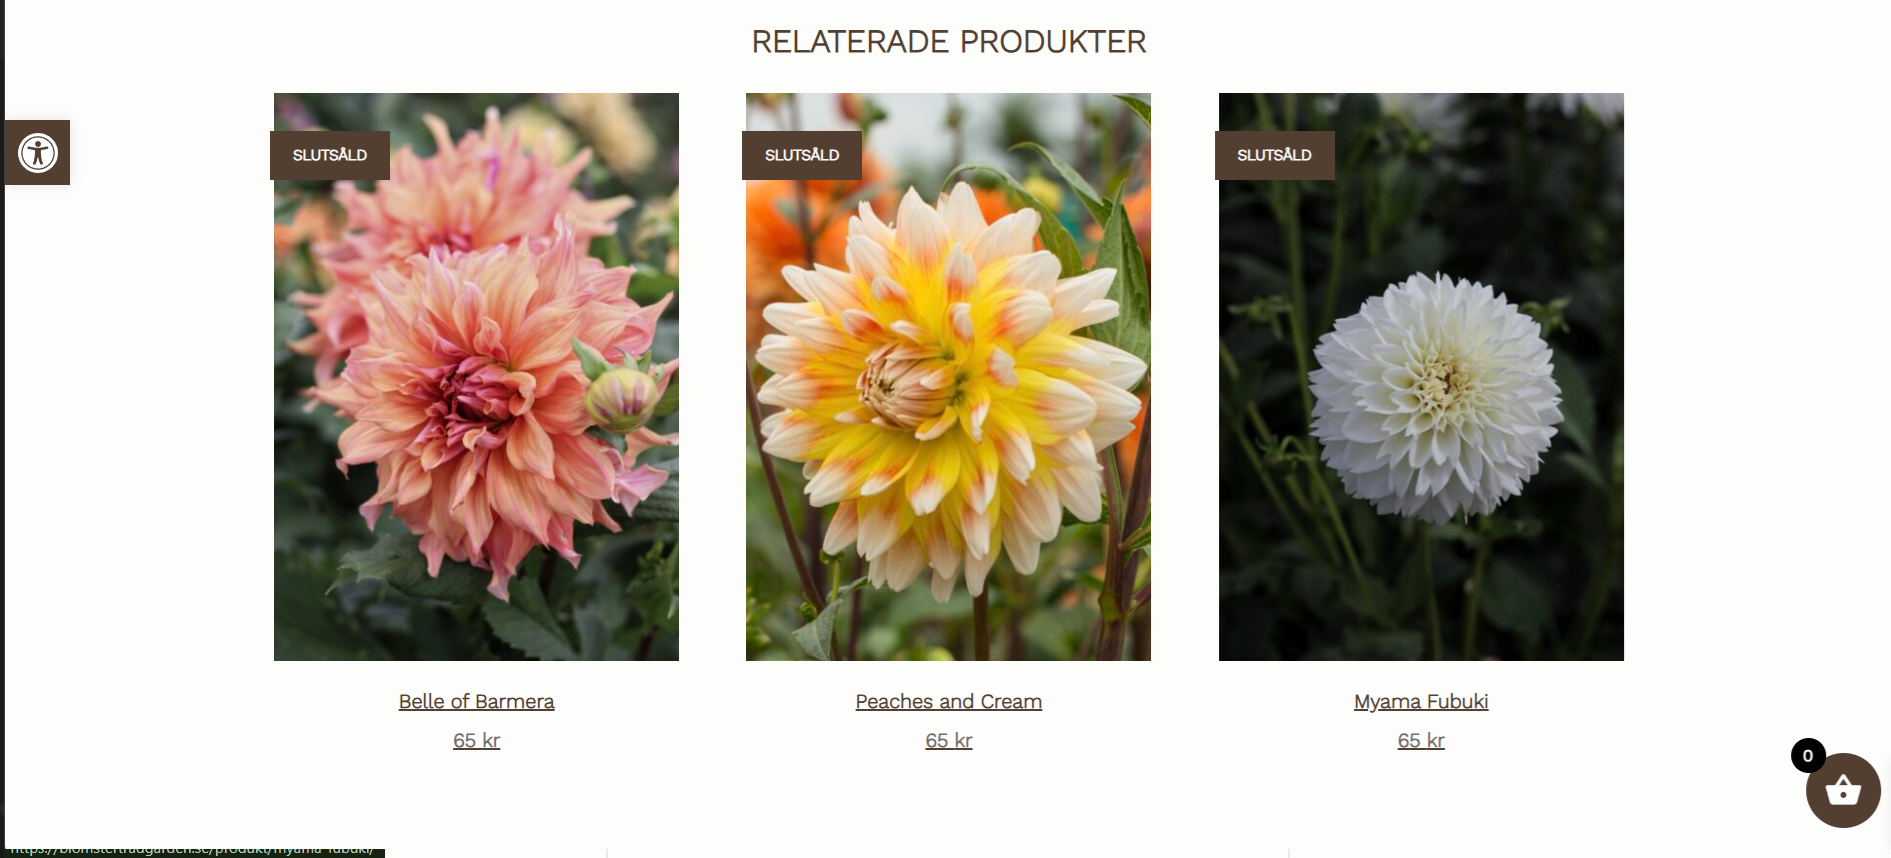 RELATERADE PRODUKTER
SLUTSÅLD
SLUTSÅLD
SLUTSÅLD
Belle of Barmera
Peaches and Cream
Myama Fubuki
65 kr
65 kr
65 kr
0
https://blomstertradgarden.se/produkt/myama-fubuki/